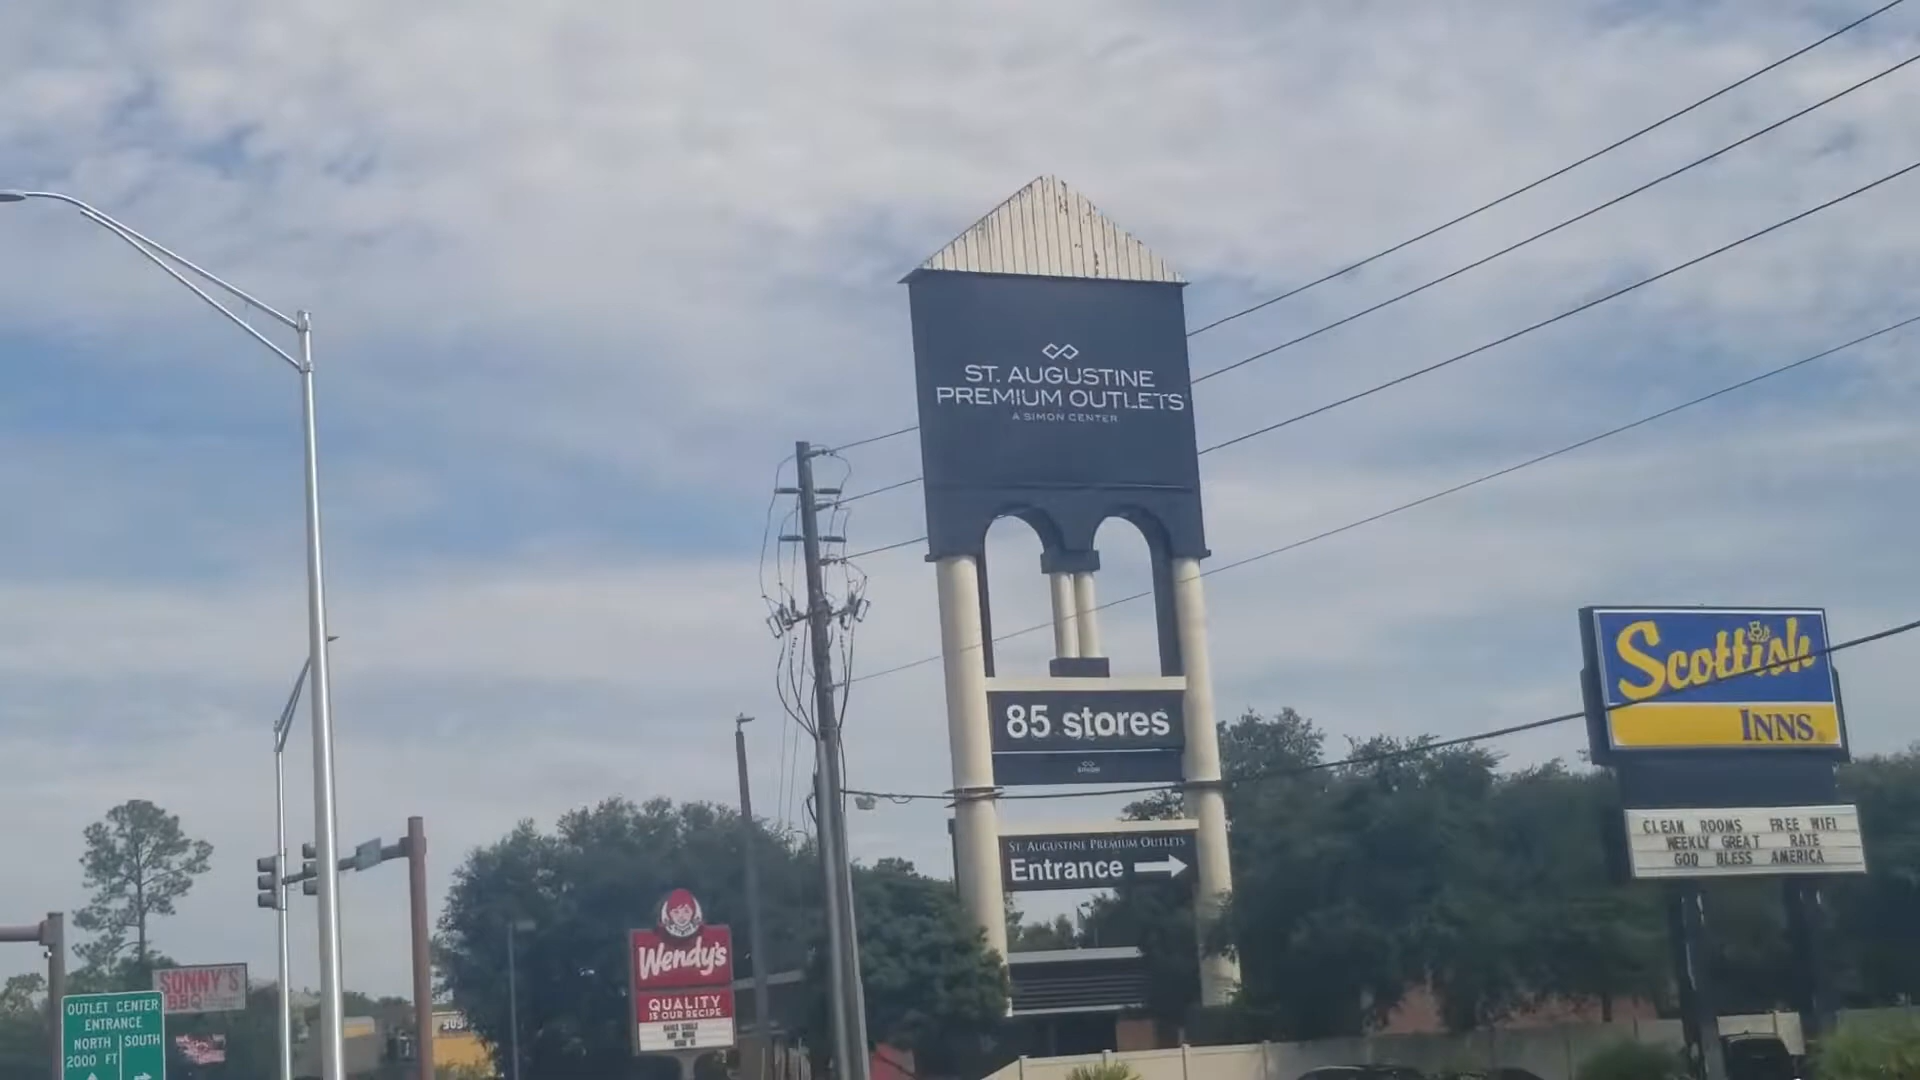 ST. AUGUSTINE
PREMIUM OUTLETS
A SIMON CENTER
85 stores
SIMON
ST. AUGUSTINE PREMIUM OUTLETS
Entrance
Scottish
INNS
CLEAN ROOMS FREE WIFI
WEEKLY GREAT RATE
GOD BLESS AMERICA
Wendy's
QUALITY
IS OUR RECIPE
SONNY'S
BBQ
OUTLET CENTER
ENTRANCE
NORTH SOUTH
2000 FT